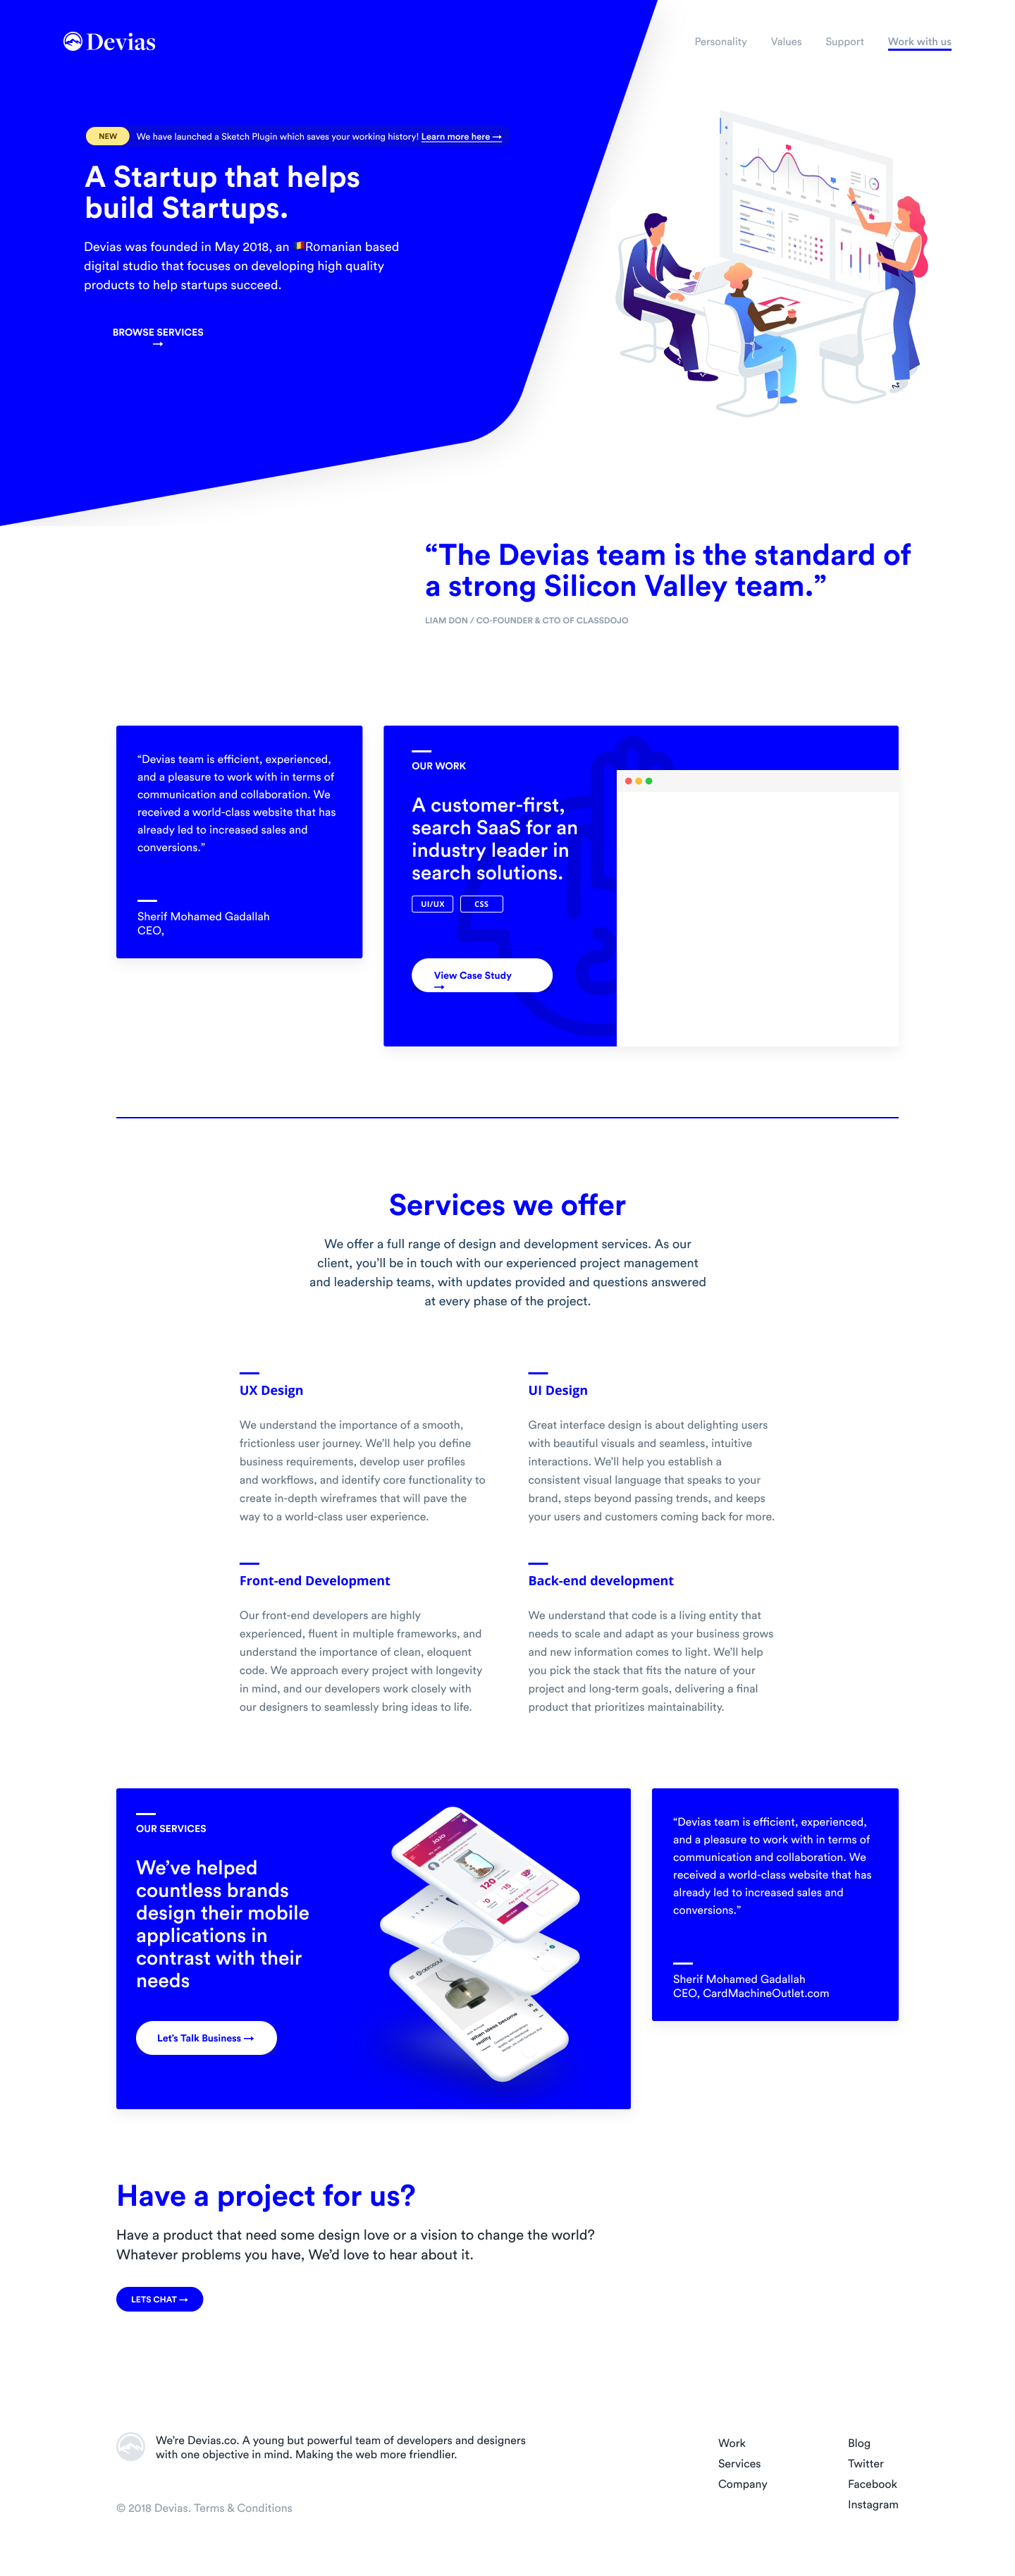 Devias
Personality
Values
Support
Work with us
NEW
We have launched a Sketch Plugin which saves your working history! Learn more here →
A Startup that helps
build Startups.
Devias was founded in May 2018, an 🇷🇴Romanian based
digital studio that focuses on developing high quality
products to help startups succeed.
BROWSE SERVICES
→
“The Devias team is the standard of
a strong Silicon Valley team.”
LIAM DON / CO-FOUNDER & CTO OF CLASSDOJO
“Devias team is efficient, experienced,
and a pleasure to work with in terms of
communication and collaboration. We
received a world-class website that has
already led to increased sales and
conversions.”
Sherif Mohamed Gadallah
CEO,
OUR WORK
A customer-first,
search SaaS for an
industry leader in
search solutions.
UI/UX
CSS
View Case Study
→
Services we offer
We offer a full range of design and development services. As our
client, you’ll be in touch with our experienced project management
and leadership teams, with updates provided and questions answered
at every phase of the project.
UX Design
We understand the importance of a smooth,
frictionless user journey. We’ll help you define
business requirements, develop user profiles
and workflows, and identify core functionality to
create in-depth wireframes that will pave the
way to a world-class user experience.
UI Design
Great interface design is about delighting users
with beautiful visuals and seamless, intuitive
interactions. We’ll help you establish a
consistent visual language that speaks to your
brand, steps beyond passing trends, and keeps
your users and customers coming back for more.
Front-end Development
Our front-end developers are highly
experienced, fluent in multiple frameworks, and
understand the importance of clean, eloquent
code. We approach every project with longevity
in mind, and our developers work closely with
our designers to seamlessly bring ideas to life.
Back-end development
We understand that code is a living entity that
needs to scale and adapt as your business grows
and new information comes to light. We’ll help
you pick the stack that fits the nature of your
project and long-term goals, delivering a final
product that prioritizes maintainability.
OUR SERVICES
We’ve helped
countless brands
design their mobile
applications in
contrast with their
needs
Let’s Talk Business →
JOJO
120
15
When ideas become
reality
“Devias team is efficient, experienced,
and a pleasure to work with in terms of
communication and collaboration. We
received a world-class website that has
already led to increased sales and
conversions.”
Sherif Mohamed Gadallah
CEO, CardMachineOutlet.com
Have a project for us?
Have a product that need some design love or a vision to change the world?
Whatever problems you have, We’d love to hear about it.
LETS CHAT →
We’re Devias.co. A young but powerful team of developers and designers
with one objective in mind. Making the web more friendlier.
© 2018 Devias. Terms & Conditions
Work
Services
Company
Blog
Twitter
Facebook
Instagram